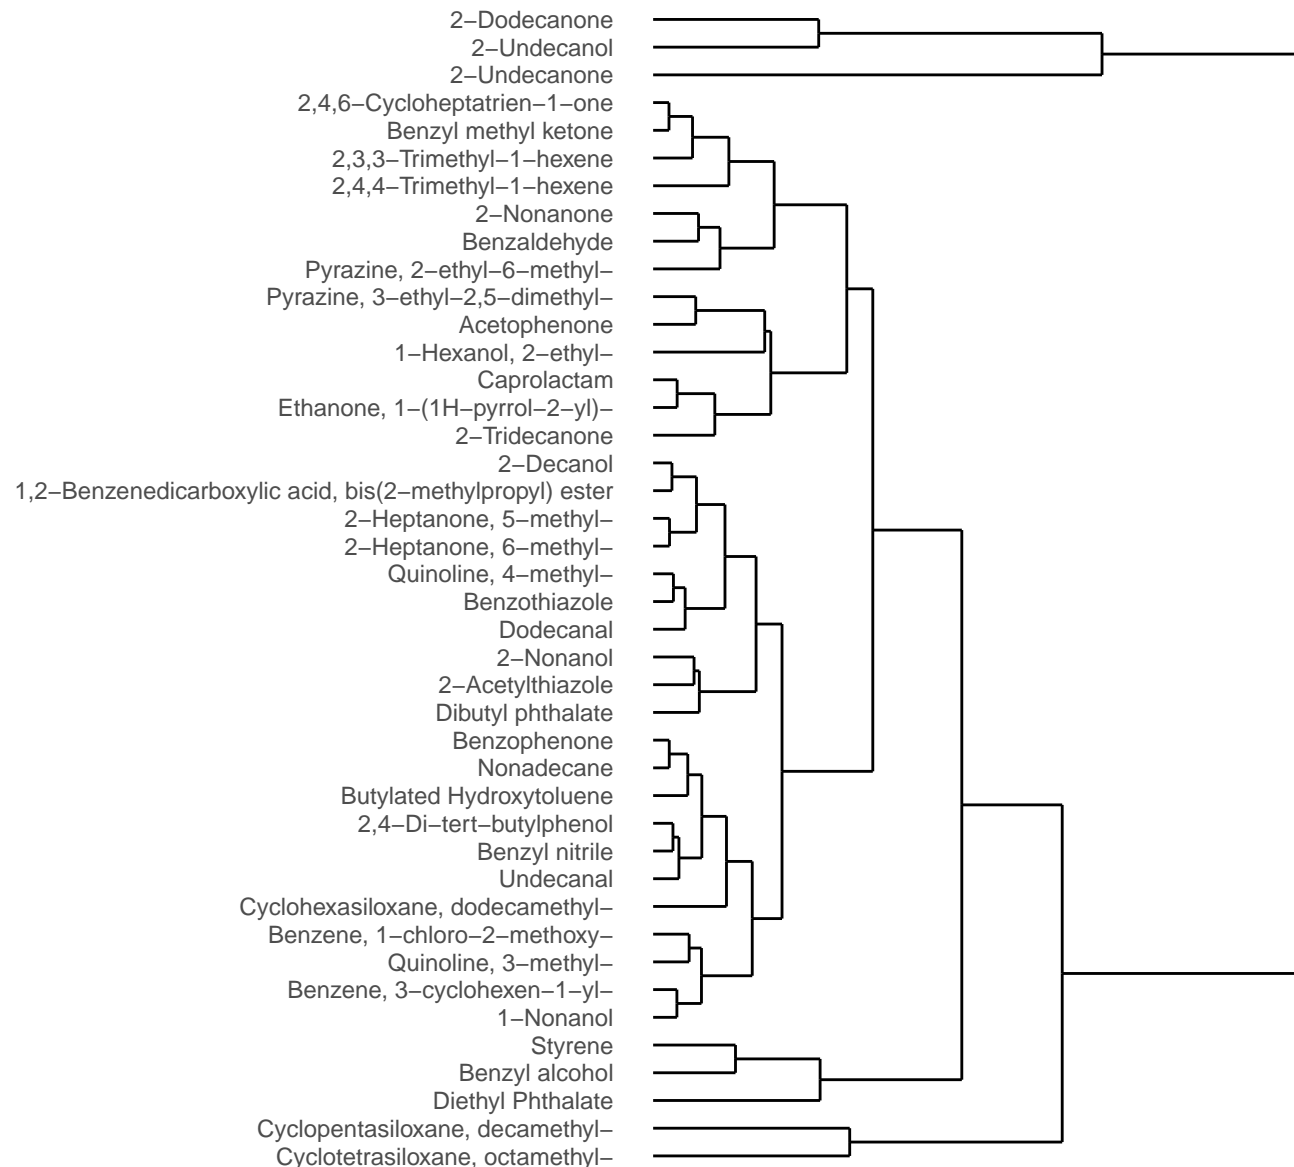 2−Dodecanone
2−Undecanol
2−Undecanone
2,4,6−Cycloheptatrien−1−one
Benzyl methyl ketone
2,3,3−Trimethyl−1−hexene
2,4,4−Trimethyl−1−hexene
2−Nonanone
Benzaldehyde
Pyrazine, 2−ethyl−6−methyl−
Pyrazine, 3−ethyl−2,5−dimethyl−
Acetophenone
1−Hexanol, 2−ethyl−
Caprolactam
Ethanone, 1−(1H−pyrrol−2−yl)−
2−Tridecanone
2−Decanol
1,2−Benzenedicarboxylic acid, bis(2−methylpropyl) ester
2−Heptanone, 5−methyl−
2−Heptanone, 6−methyl−
Quinoline, 4−methyl−
Benzothiazole
Dodecanal
2−Nonanol
2−Acetylthiazole
Dibutyl phthalate
Benzophenone
Nonadecane
Butylated Hydroxytoluene
2,4−Di−tert−butylphenol
Benzyl nitrile
Undecanal
Cyclohexasiloxane, dodecamethyl−
Benzene, 1−chloro−2−methoxy−
Quinoline, 3−methyl−
Benzene, 3−cyclohexen−1−yl−
1−Nonanol
Styrene
Benzyl alcohol
Diethyl Phthalate
Cyclopentasiloxane, decamethyl−
Cyclotetrasiloxane, octamethyl−